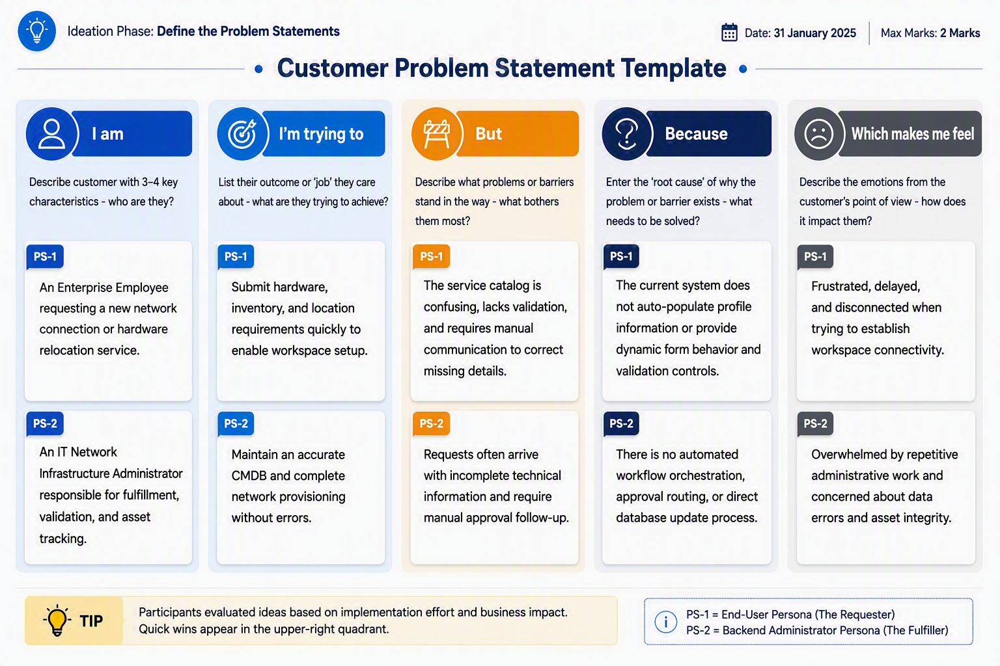 Ideation Phase: Define the Problem Statements
Date: 31 January 2025
Max Marks: 2 Marks
Customer Problem Statement Template
I am
Describe customer with 3–4 key
characteristics - who are they?
I'm trying to
List their outcome or 'job' they care
about - what are they trying to achieve?
But
Describe what problems or barriers
stand in the way - what bothers
them most?
Because
Enter the 'root cause' of why the
problem or barrier exists - what
needs to be solved?
Which makes me feel
Describe the emotions from the
customer's point of view - how does
it impact them?
PS-1
An Enterprise Employee
requesting a new network
connection or hardware
relocation service.
PS-1
Submit hardware,
inventory, and location
requirements quickly to
enable workspace setup.
PS-1
The service catalog is
confusing, lacks validation,
and requires manual
communication to correct
missing details.
PS-1
The current system does
not auto-populate profile
information or provide
dynamic form behavior and
validation controls.
PS-1
Frustrated, delayed,
and disconnected when
trying to establish
workspace connectivity.
PS-2
An IT Network
Infrastructure Administrator
responsible for fulfillment,
validation, and asset
tracking.
PS-2
Maintain an accurate
CMDB and complete
network provisioning
without errors.
PS-2
Requests often arrive
with incomplete technical
information and require
manual approval follow-up.
PS-2
There is no automated
workflow orchestration,
approval routing, or direct
database update process.
PS-2
Overwhelmed by repetitive
administrative work and
concerned about data
errors and asset integrity.
TIP
Participants evaluated ideas based on implementation effort and business impact.
Quick wins appear in the upper-right quadrant.
PS-1 = End-User Persona (The Requester)
PS-2 = Backend Administrator Persona (The Fulfiller)